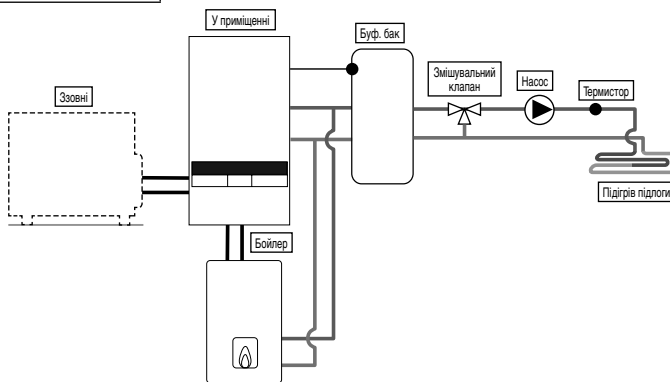 У приміщенні
Буф. бак
Ззовні
Змішувальний
клапан
Насос
Термистор
Підігрів підлоги
Бойлер